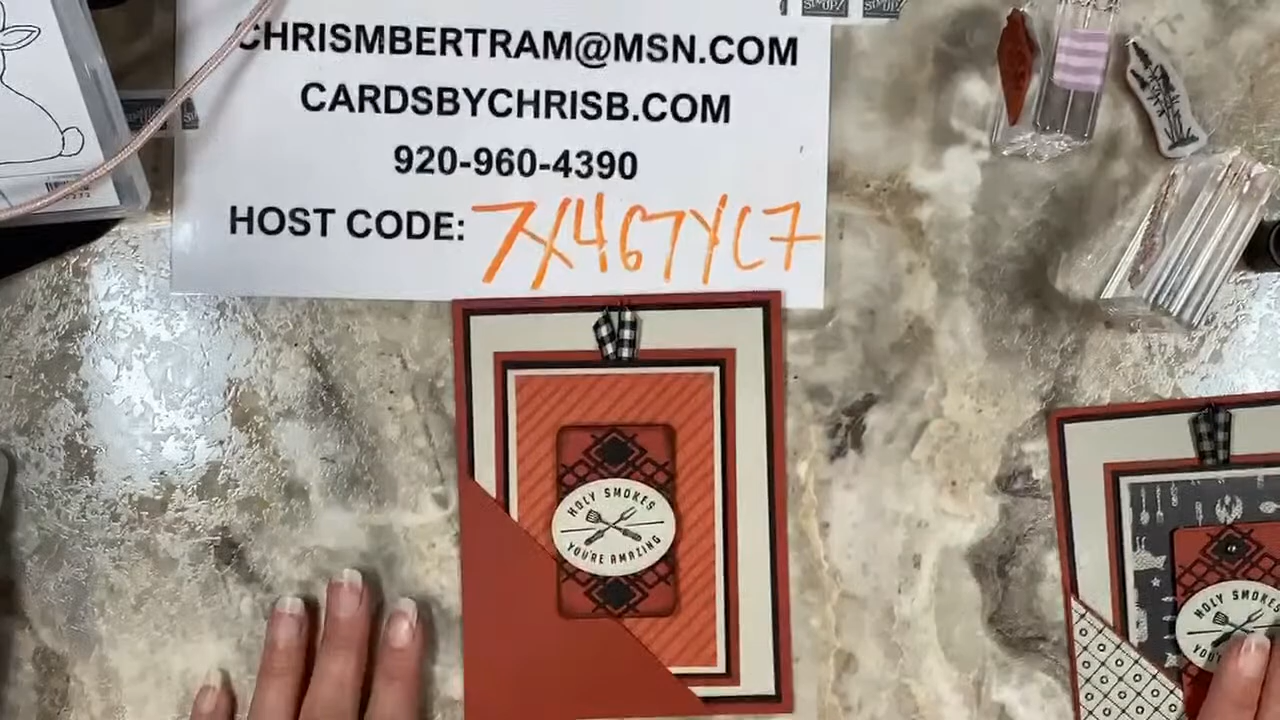 CHRISMBERTRAM@MSN.COM
CARDSBYCHRISB.COM
920-960-4390
HOST CODE: 7X467YC7
HOLY SMOKES
YOU'RE AMAZING
HOLY SMOKES